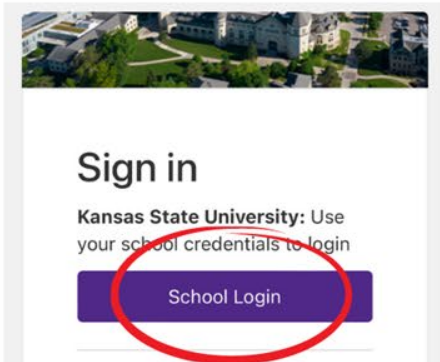 Sign in
Kansas State University: Use
your school credentials to login
School Login